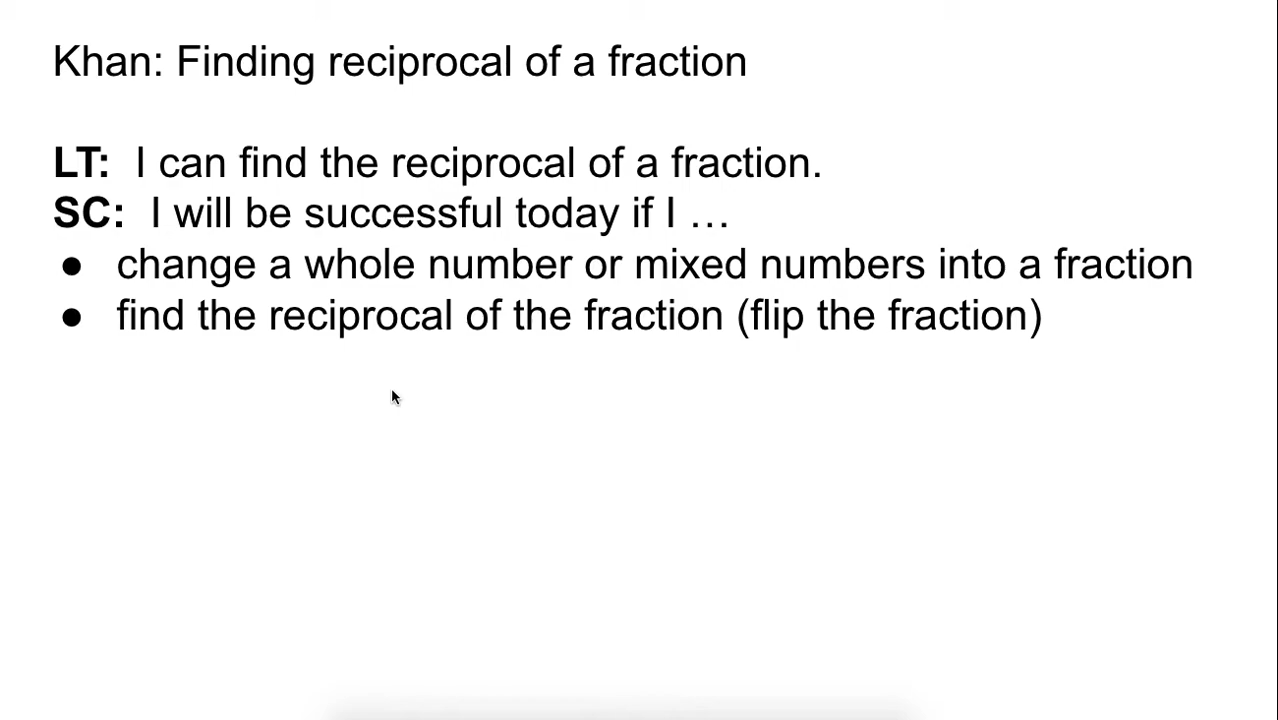 Khan: Finding reciprocal of a fraction
LT: I can find the reciprocal of a fraction.
SC: I will be successful today if I …
● change a whole number or mixed numbers into a fraction
● find the reciprocal of the fraction (flip the fraction)